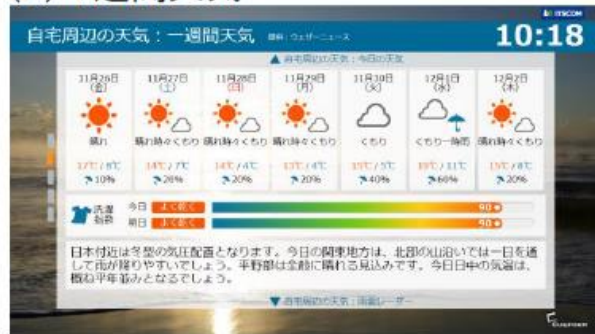 自宅周辺の天気：一週間天気 提供：ウェザーニュース
ITSCOM
10:18
▲ 自宅周辺の天気：今日の天気
11月26日 11月27日 11月28日 11月29日 11月30日 12月1日 12月2日
(金) (土) (日) (月) (火) (水) (木)
晴れ 晴れ時々くもり 晴れ時々くもり 晴れ時々くもり くもり くもり一時雨 晴れ時々くもり
17℃ / 8℃ 14℃ / 7℃ 14℃ / 4℃ 13℃ / 4℃ 15℃ / 5℃ 19℃ / 11℃ 15℃ / 8℃
10% 20% 20% 20% 40% 60% 20%
洗濯指数
今日 よく乾く 90
明日 よく乾く 90
日本付近は冬型の気圧配置となります。今日の関東地方は、北部の山沿いでは一日を通
して雨が降りやすいでしょう。平野部は全般に晴れる見込みです。今日日中の気温は、
概ね平年並みとなるでしょう。
▼ 自宅周辺の天気：雨雲レーダー